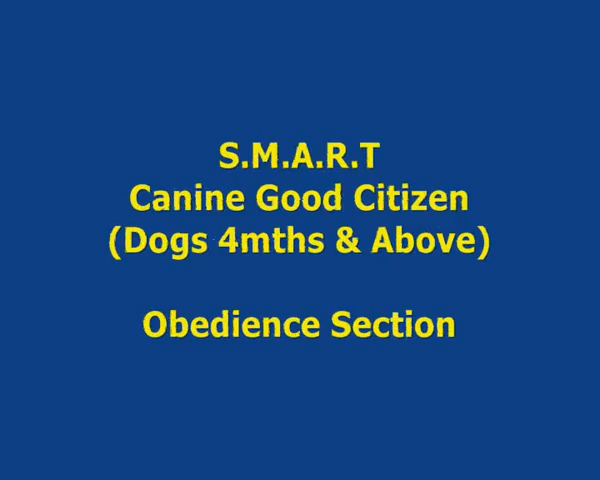 S.M.A.R.T
Canine Good Citizen
(Dogs 4mths & Above)
Obedience Section